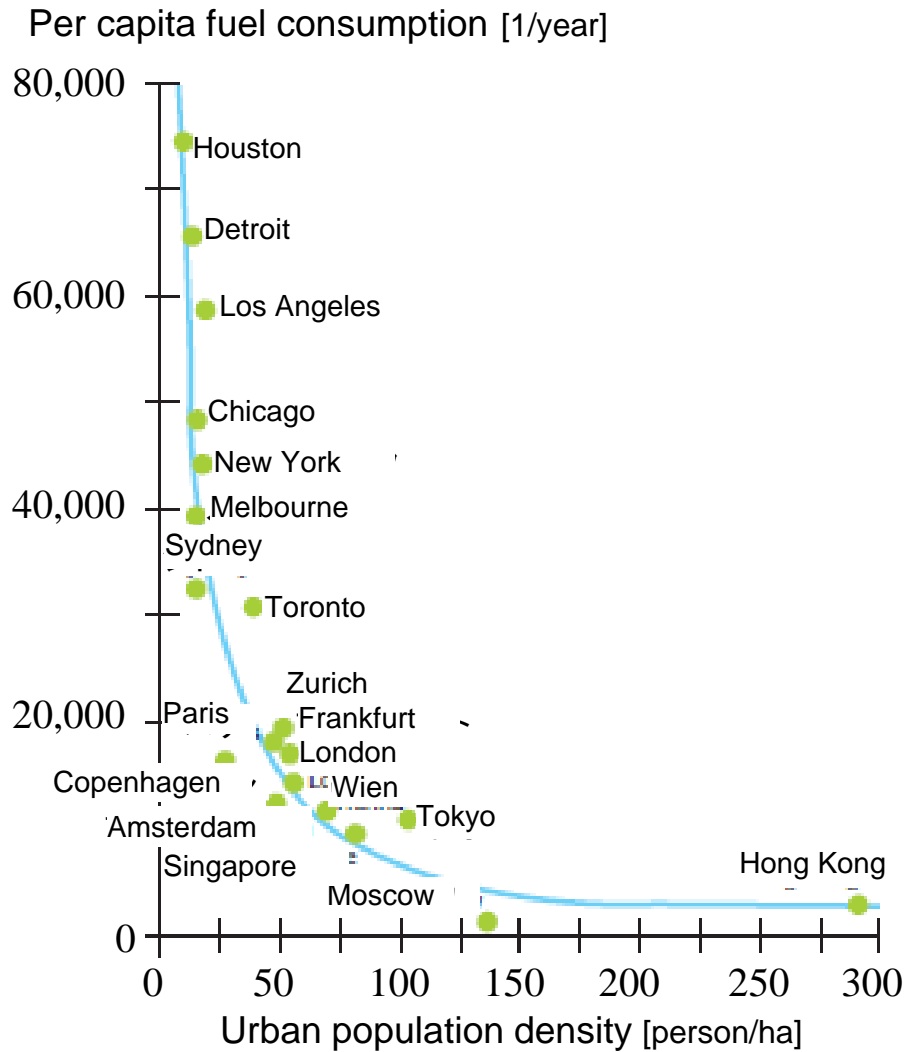 Per capita fuel consumption [1/year]
80,000
Houston
Detroit
60,000
Los Angeles
Chicago
New York
40,000
Melbourne
Sydney
Toronto
Zurich
20,000
Paris
Frankfurt
London
Copenhagen
Wien
Tokyo
Amsterdam
Singapore
Hong Kong
Moscow
0
0 50 100 150 200 250 300
Urban population density [person/ha]